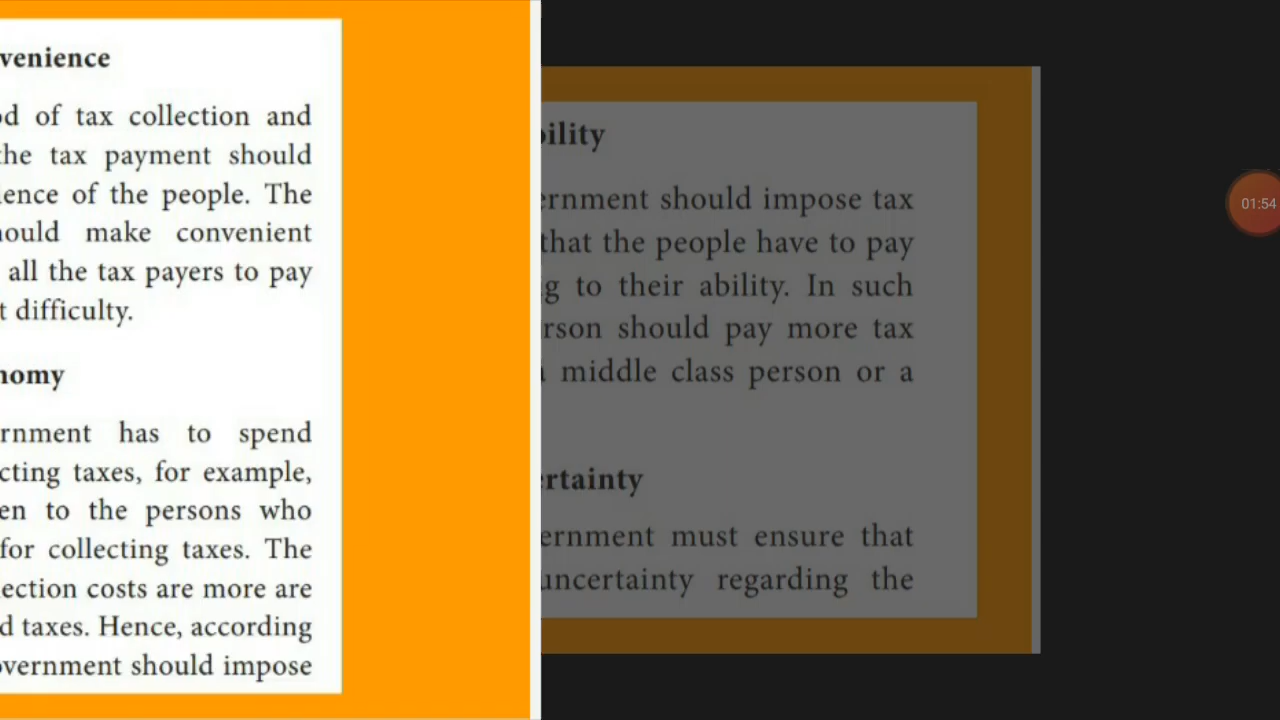 venience
od of tax collection and
the tax payment should
ience of the people. The
hould make convenient
all the tax payers to pay
t difficulty.
nomy
rnment has to spend
cting taxes, for example,
en to the persons who
for collecting taxes. The
lection costs are more are
d taxes. Hence, according
overnment should impose
bility
ernment should impose tax
that the people have to pay
g to their ability. In such
rson should pay more tax
middle class person or a
ertainty
ernment must ensure that
uncertainty regarding the
01:54